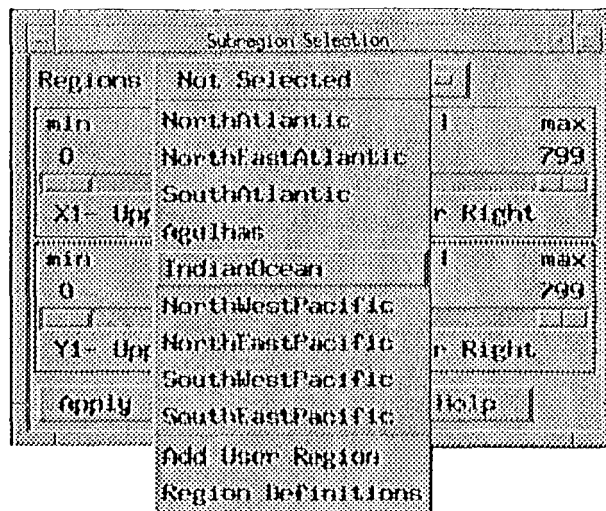 Subregion Selection
Regions Not Selected
min max
0 799
X1- Upp r Right
min max
0 799
Y1- Upp r Right
Apply Help
NorthAtlantic
NorthEastAtlantic
SouthAtlantic
Agulhas
IndianOcean
NorthWestPacific
NorthEastPacific
SouthWestPacific
SouthEastPacific
Add User Region
Region Definitions